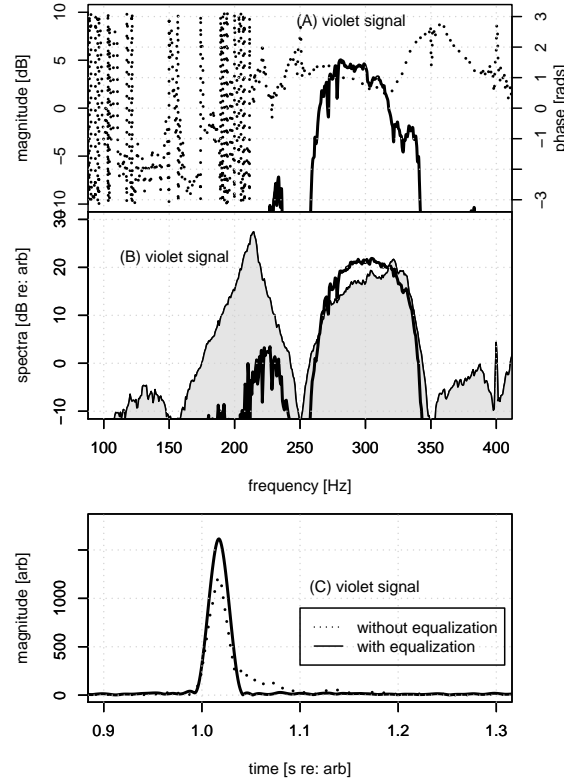 (A) violet signal
magnitude [dB]
10
5
0
−5
−10
phase [rads]
3
2
1
0
−1
−3
(B) violet signal
spectra [dB re: arb]
30
20
10
0
−10
100 150 200 250 300 350 400
frequency [Hz]
(C) violet signal
magnitude [arb]
1000
500
0
without equalization
with equalization
0.9 1.0 1.1 1.2 1.3
time [s re: arb]